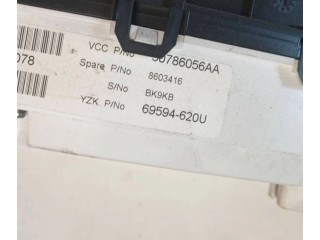 VCC P/No 30786056AA
078
Spare P/No 8603416
S/No BK9KB
YZK P/No 69594-620U